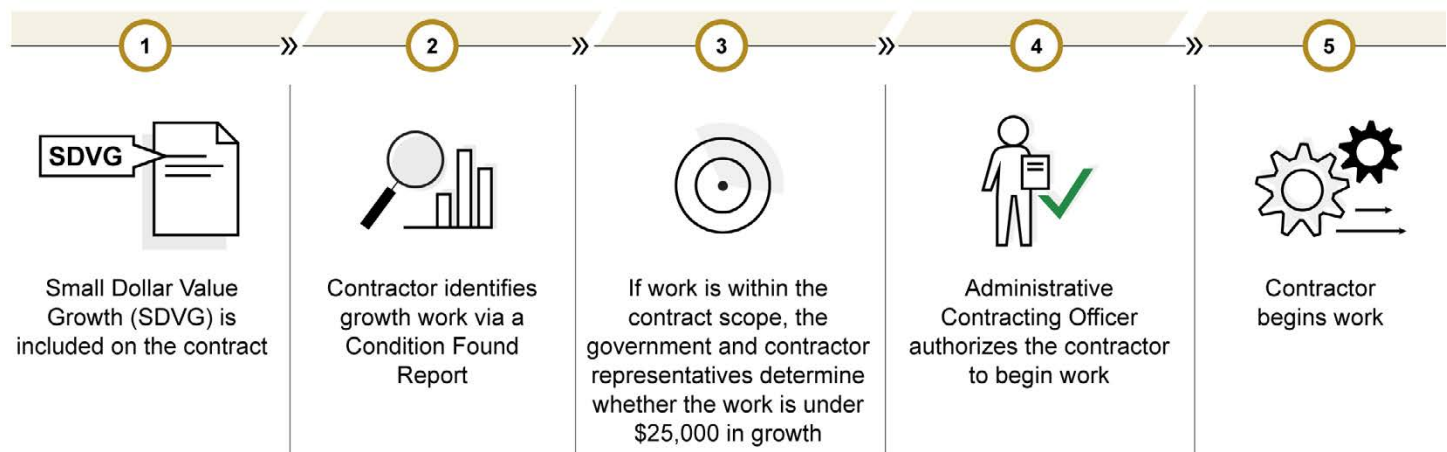 1
2
3
4
5
SDVG
Small Dollar Value
Growth (SDVG) is
included on the contract
Contractor identifies
growth work via a
Condition Found
Report
If work is within the
contract scope, the
government and contractor
representatives determine
whether the work is under
$25,000 in growth
Administrative
Contracting Officer
authorizes the contractor
to begin work
Contractor
begins work